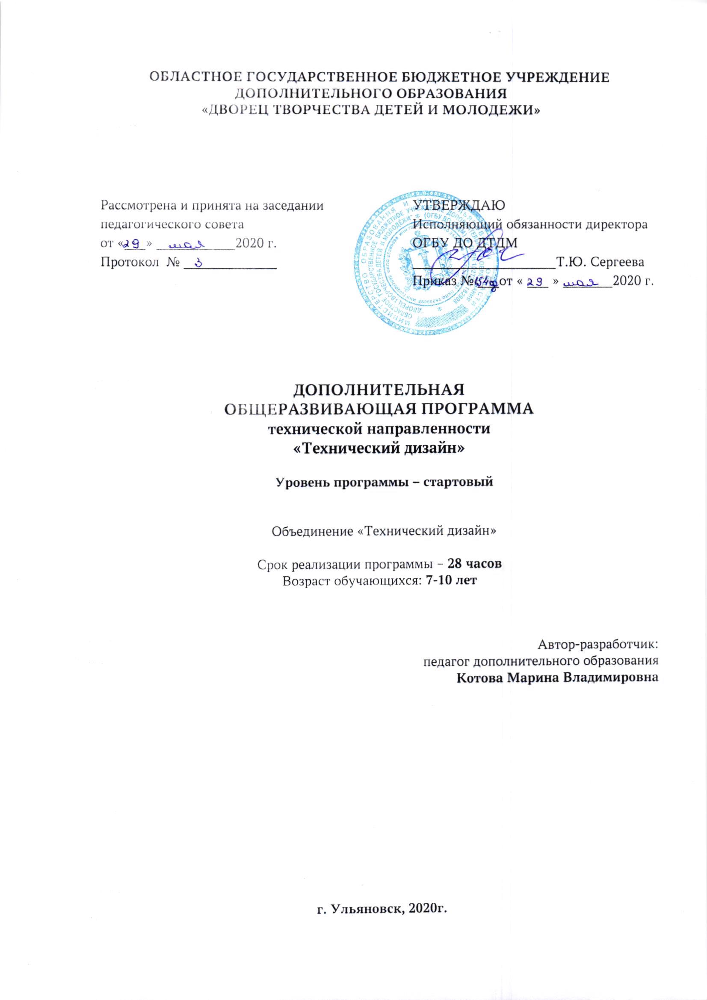 ОБЛАСТНОЕ ГОСУДАРСТВЕННОЕ БЮДЖЕТНОЕ УЧРЕЖДЕНИЕ
ДОПОЛНИТЕЛЬНОГО ОБРАЗОВАНИЯ
«ДВОРЕЦ ТВОРЧЕСТВА ДЕТЕЙ И МОЛОДЕЖИ»
Рассмотрена и принята на заседании
педагогического совета
от «29» мая 2020 г.
Протокол № 3
УТВЕРЖДАЮ
Исполняющий обязанности директора
ОГБУ ДО ДТДМ
Т.Ю. Сергеева
Приказ № 154д от « 29 » мая 2020 г.
ДОПОЛНИТЕЛЬНАЯ
ОБЩЕРАЗВИВАЮЩАЯ ПРОГРАММА
технической направленности
«Технический дизайн»
Уровень программы – стартовый
Объединение «Технический дизайн»
Срок реализации программы – 28 часов
Возраст обучающихся: 7-10 лет
Автор-разработчик:
педагог дополнительного образования
Котова Марина Владимировна
г. Ульяновск, 2020г.